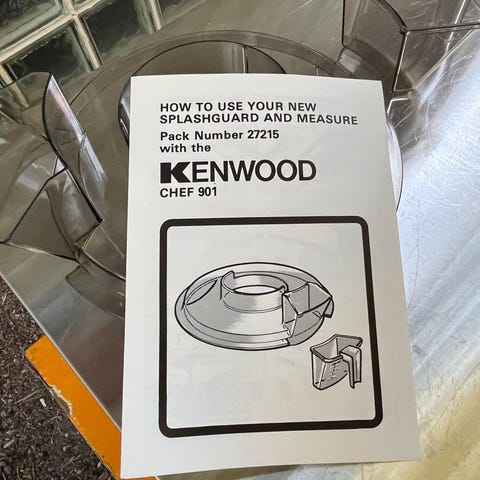 HOW TO USE YOUR NEW
SPLASHGUARD AND MEASURE
Pack Number 27215
with the
KENWOOD
CHEF 901